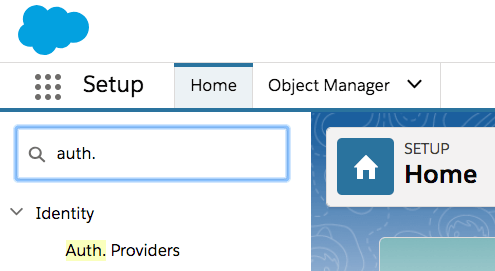 Setup
Home
Object Manager
auth.
SETUP
Home
Identity
Auth. Providers